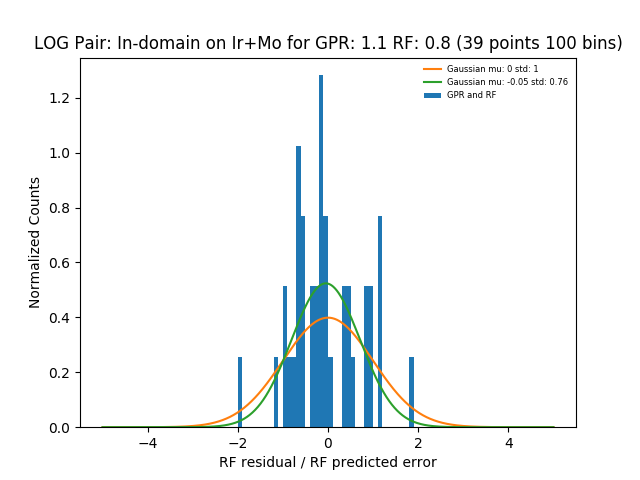 LOG Pair: In-domain on Ir+Mo for GPR: 1.1 RF: 0.8 (39 points 100 bins)
Gaussian mu: 0 std: 1
Gaussian mu: -0.05 std: 0.76
GPR and RF
Normalized Counts
1.2
1.0
0.8
0.6
0.4
0.2
0.0
−4
−2
0
2
4
RF residual / RF predicted error